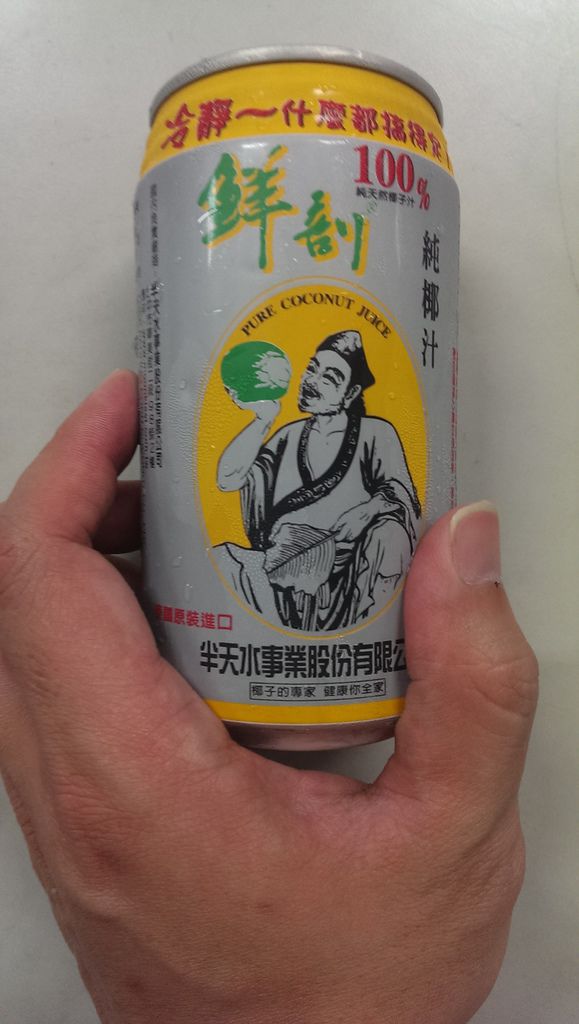 冷靜~什麼都搞得定
100%
純天然椰子汁
鮮剖
純椰汁
PURE COCONUT JUICE
國原裝進口
半天水事業股份有限公
椰子的專家 健康你全家